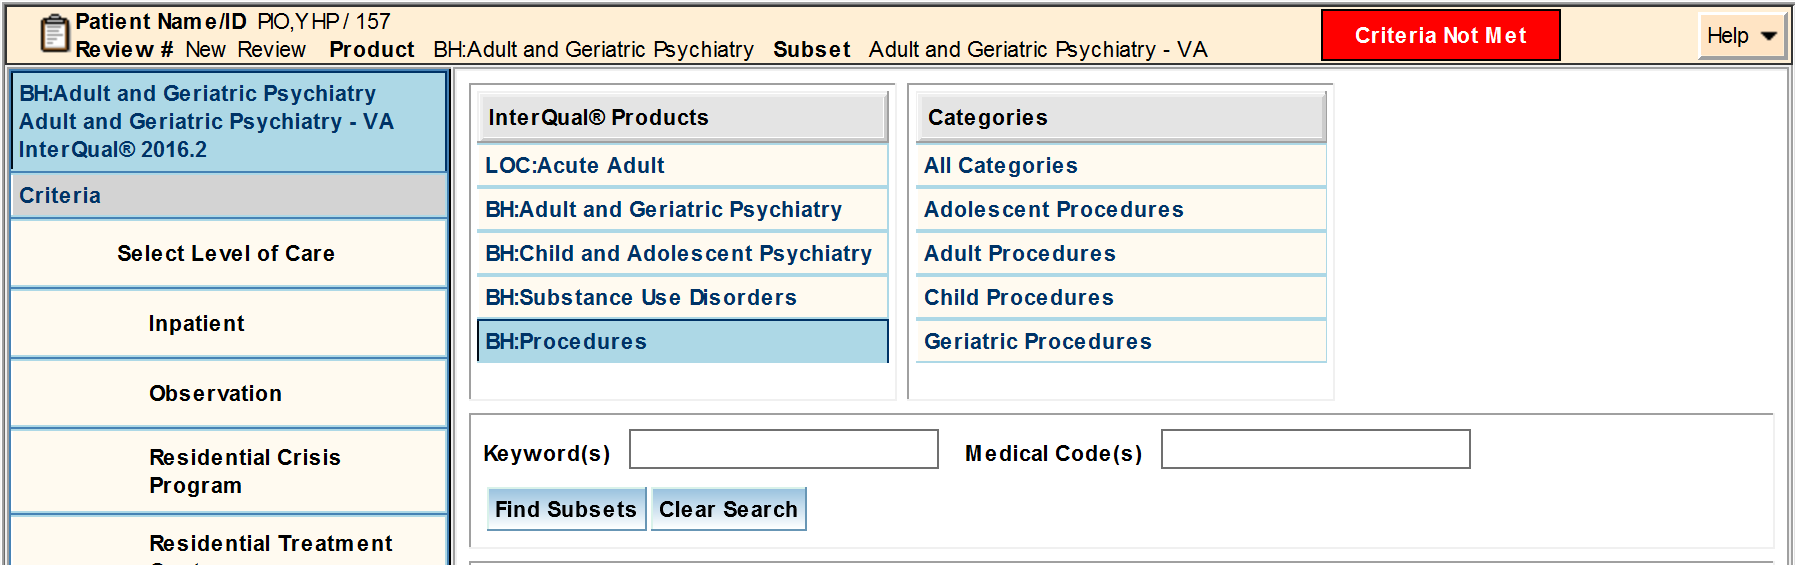 Patient Name/ID PIO,YHP / 157
Review # New Review Product BH:Adult and Geriatric Psychiatry Subset Adult and Geriatric Psychiatry - VA
Criteria Not Met
Help
BH:Adult and Geriatric Psychiatry
Adult and Geriatric Psychiatry - VA
InterQual® 2016.2
Criteria
Select Level of Care
Inpatient
Observation
Residential Crisis
Program
Residential Treatment
InterQual® Products
LOC:Acute Adult
BH:Adult and Geriatric Psychiatry
BH:Child and Adolescent Psychiatry
BH:Substance Use Disorders
BH:Procedures
Categories
All Categories
Adolescent Procedures
Adult Procedures
Child Procedures
Geriatric Procedures
Keyword(s) Medical Code(s)
Find Subsets Clear Search